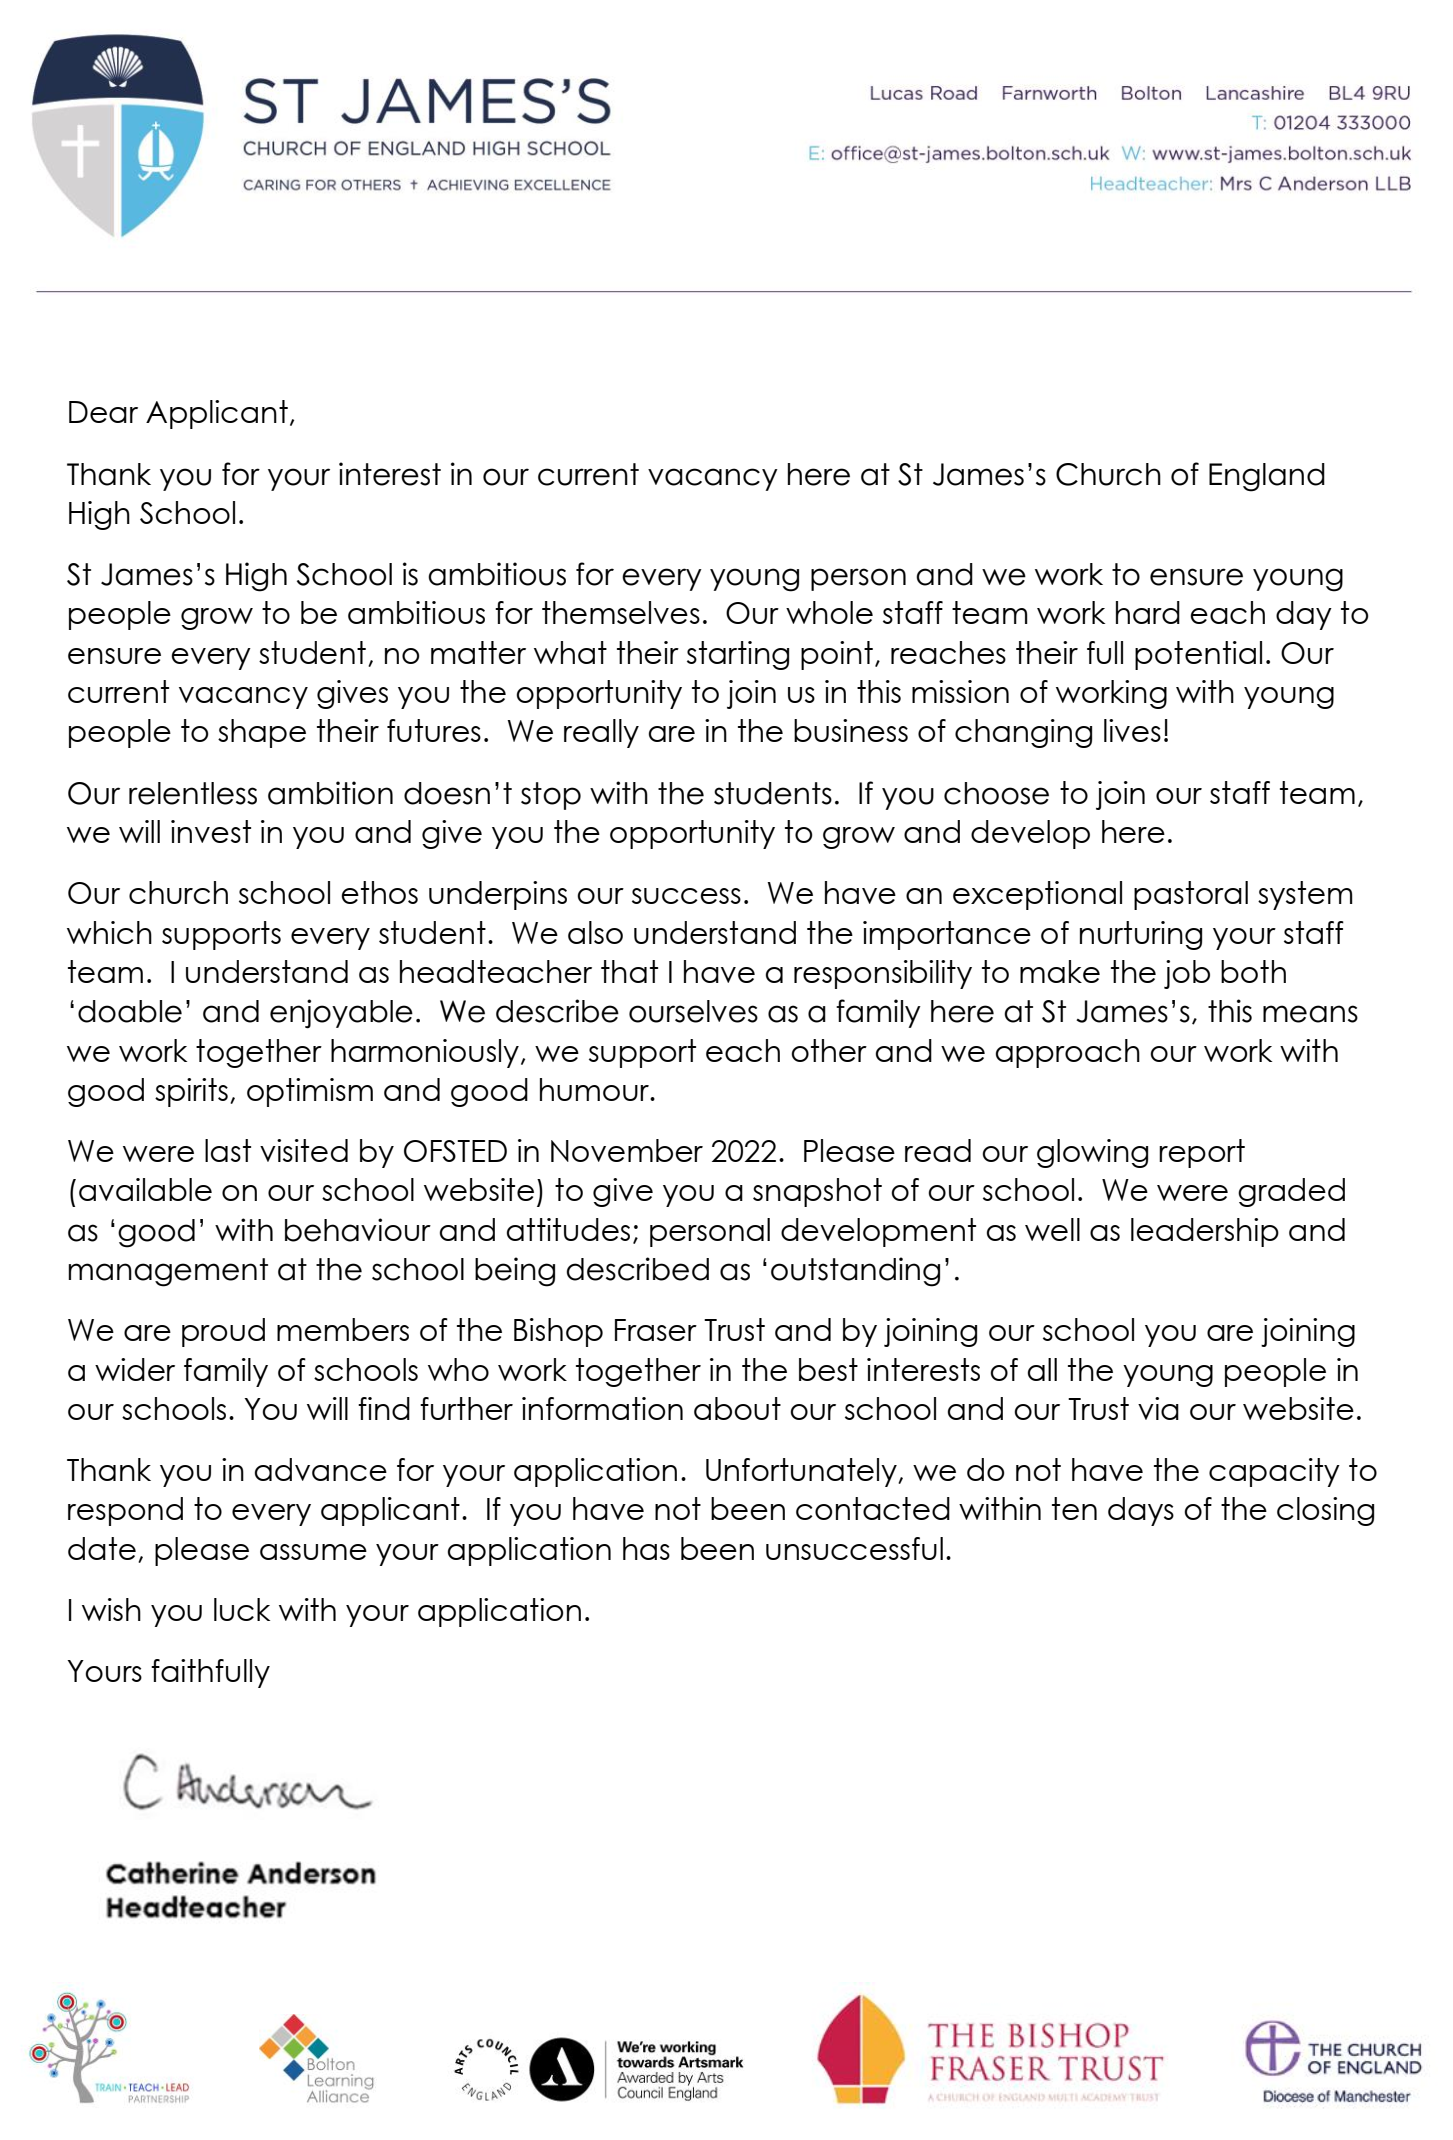 ST JAMES’S
CHURCH OF ENGLAND HIGH SCHOOL
CARING FOR OTHERS ✝ ACHIEVING EXCELLENCE
Lucas Road Farnworth Bolton Lancashire BL4 9RU
T: 01204 333000
E: office@st-james.bolton.sch.uk W: www.st-james.bolton.sch.uk
Headteacher: Mrs C Anderson LLB
Dear Applicant,
Thank you for your interest in our current vacancy here at St James’s Church of England
High School.
St James’s High School is ambitious for every young person and we work to ensure young
people grow to be ambitious for themselves.  Our whole staff team work hard each day to
ensure every student, no matter what their starting point, reaches their full potential. Our
current vacancy gives you the opportunity to join us in this mission of working with young
people to shape their futures.  We really are in the business of changing lives!
Our relentless ambition doesn’t stop with the students.  If you choose to join our staff team,
we will invest in you and give you the opportunity to grow and develop here.
Our church school ethos underpins our success.  We have an exceptional pastoral system
which supports every student.  We also understand the importance of nurturing your staff
team.  I understand as headteacher that I have a responsibility to make the job both
‘doable’ and enjoyable.  We describe ourselves as a family here at St James’s, this means
we work together harmoniously, we support each other and we approach our work with
good spirits, optimism and good humour.
We were last visited by OFSTED in November 2022.  Please read our glowing report
(available on our school website) to give you a snapshot of our school.  We were graded
as ‘good’ with behaviour and attitudes; personal development as well as leadership and
management at the school being described as ‘outstanding’.
We are proud members of the Bishop Fraser Trust and by joining our school you are joining
a wider family of schools who work together in the best interests of all the young people in
our schools. You will find further information about our school and our Trust via our website.
Thank you in advance for your application.  Unfortunately, we do not have the capacity to
respond to every applicant.  If you have not been contacted within ten days of the closing
date, please assume your application has been unsuccessful.
I wish you luck with your application.
Yours faithfully
C Anderson
Catherine Anderson
Headteacher
TRAIN • TEACH • LEAD
PARTNERSHIP
Bolton
Learning
Alliance
ARTS COUNCIL
ENGLAND
We’re working
towards Artsmark
Awarded by Arts
Council England
THE BISHOP
FRASER TRUST
A CHURCH OF ENGLAND MULTI ACADEMY TRUST
THE CHURCH
OF ENGLAND
Diocese of Manchester